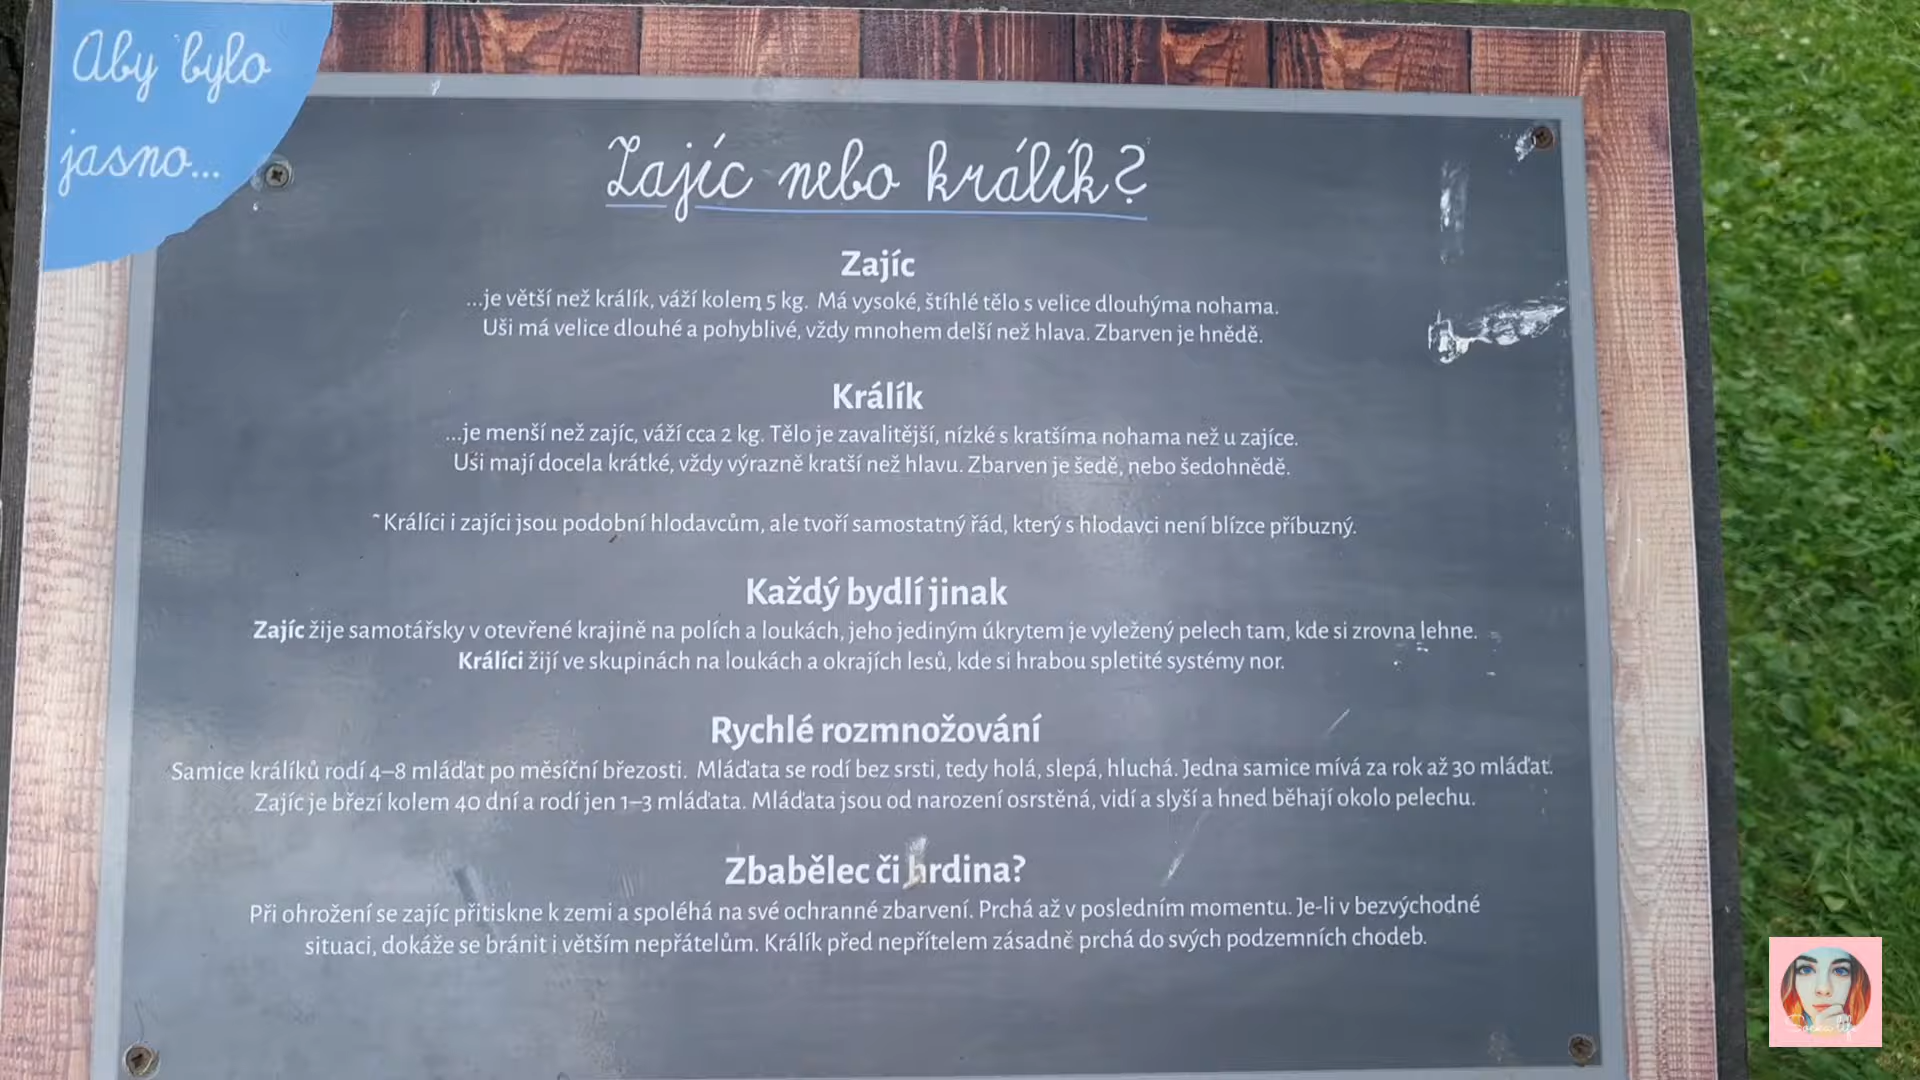 Aby bylo
jasno...
Zajíc nebo králík?
Zajíc
...je větší než králík, váží kolem 5 kg. Má vysoké, štíhlé tělo s velice dlouhýma nohama.
Uši má velice dlouhé a pohyblivé, vždy mnohem delší než hlava. Zbarven je hnědě.
Králík
...je menší než zajíc, váží cca 2 kg. Tělo je zavalitější, nízké s kratšíma nohama než u zajíce.
Uši mají docela krátké, vždy výrazně kratší než hlavu. Zbarven je šedě, nebo šedohnědě.
~ Králíci i zajíci jsou podobní hlodavcům, ale tvoří samostatný řád, který s hlodavci není blízce příbuzný.
Každý bydlí jinak
Zajíc žije samotářsky v otevřené krajině na polích a loukách, jeho jediným úkrytem je vyležený pelech tam, kde si zrovna lehne.
Králíci žijí ve skupinách na loukách a okrajích lesů, kde si hrabou spletité systémy nor.
Rychlé rozmnožování
Samice králíků rodí 4–8 mláďat po měsíční březosti. Mláďata se rodí bez srsti, tedy holá, slepá, hluchá. Jedna samice mívá za rok až 30 mláďat.
Zajíc je březí kolem 40 dní a rodí jen 1–3 mláďata. Mláďata jsou od narození osrstěná, vidí a slyší a hned běhají okolo pelechu.
Zbabělec či hrdina?
Při ohrožení se zajíc přitiskne k zemi a spoléhá na své ochranné zbarvení. Prchá až v posledním momentu. Je-li v bezvýchodné
situaci, dokáže se bránit i větším nepřátelům. Králík před nepřítelem zásadně prchá do svých podzemních chodeb.